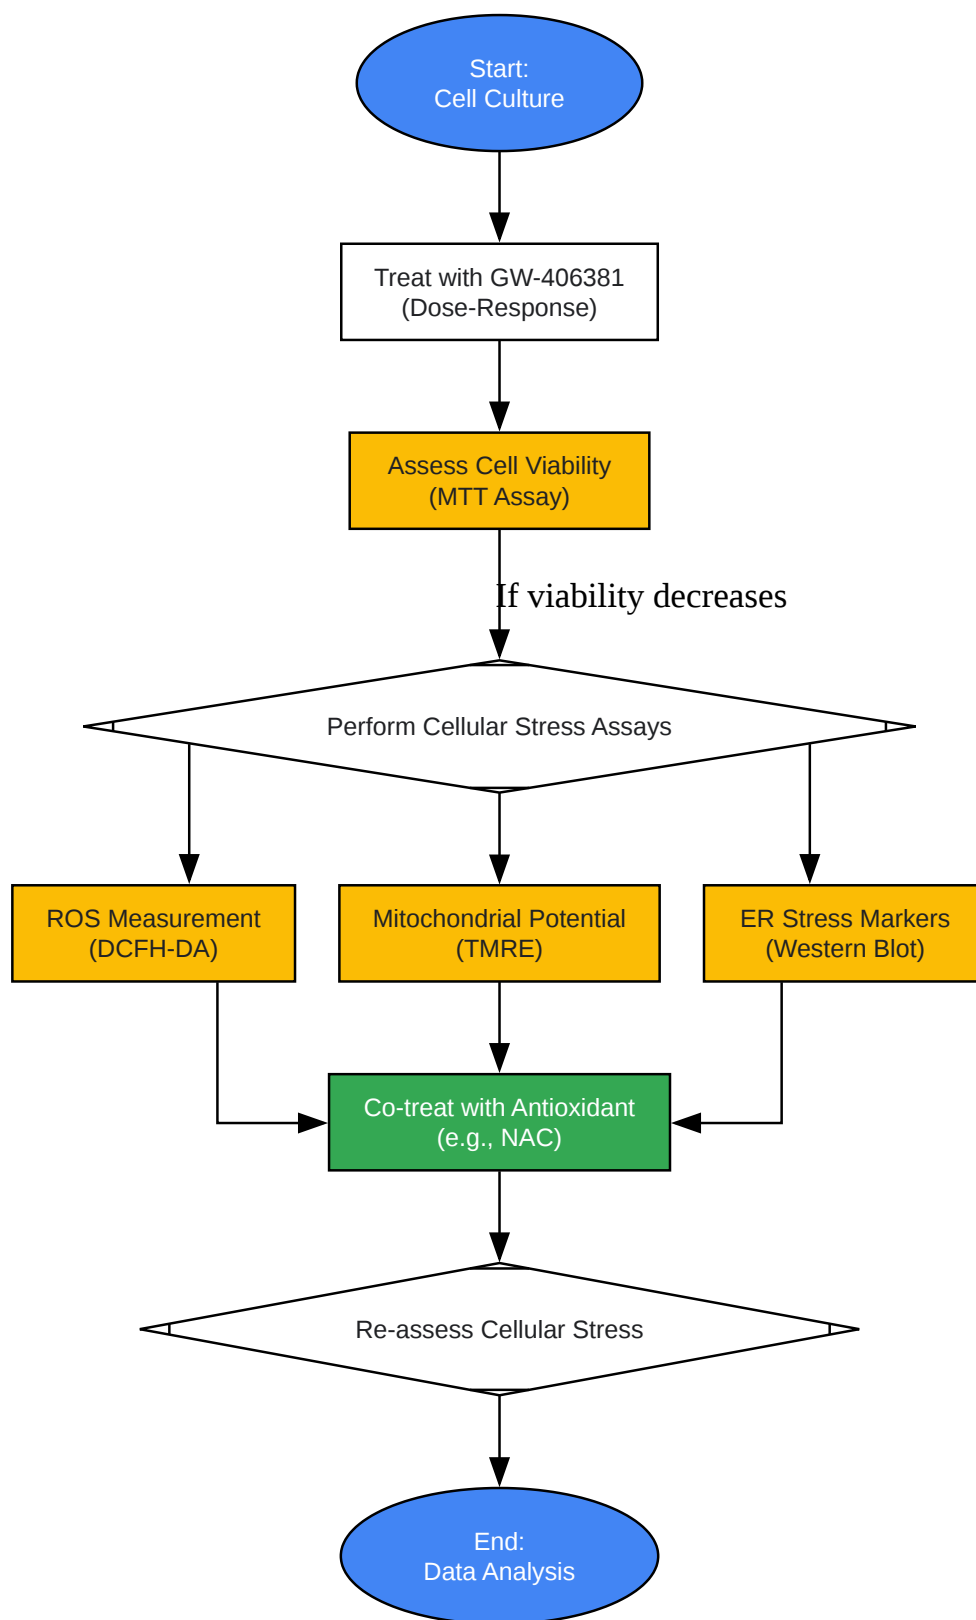 Start:
Cell Culture
Treat with GW-406381
(Dose-Response)
Assess Cell Viability
(MTT Assay)
If viability decreases
Perform Cellular Stress Assays
ROS Measurement
(DCFH-DA)
Mitochondrial Potential
(TMRE)
ER Stress Markers
(Western Blot)
Co-treat with Antioxidant
(e.g., NAC)
Re-assess Cellular Stress
End:
Data Analysis